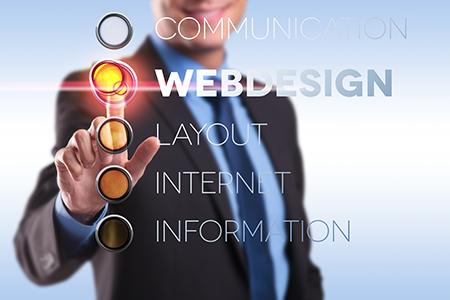 COMMUNICATION
WEBDESIGN
LAYOUT
INTERNET
INFORMATION